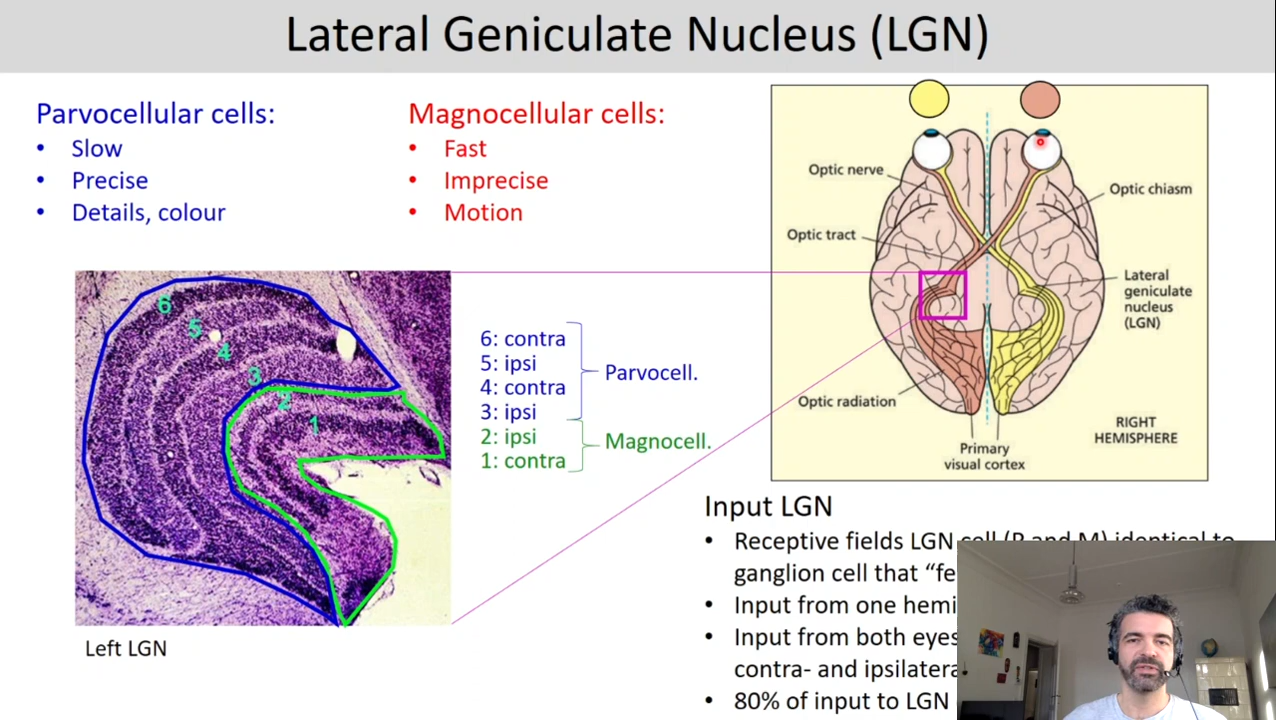 Lateral Geniculate Nucleus (LGN)
Parvocellular cells:
• Slow
• Precise
• Details, colour
Magnocellular cells:
• Fast
• Imprecise
• Motion
6
5
4
3
2
1
Left LGN
6: contra
5: ipsi
4: contra
3: ipsi
2: ipsi
1: contra
Parvocell.
Magnocell.
Optic nerve
Optic chiasm
Optic tract
Lateral
geniculate
nucleus
(LGN)
Optic radiation
RIGHT
HEMISPHERE
Primary
visual cortex
Input LGN
• Receptive fields LGN cell (P and M) identical to
ganglion cell that “fe
• Input from one hemi
• Input from both eyes
contra- and ipsilatera
• 80% of input to LGN